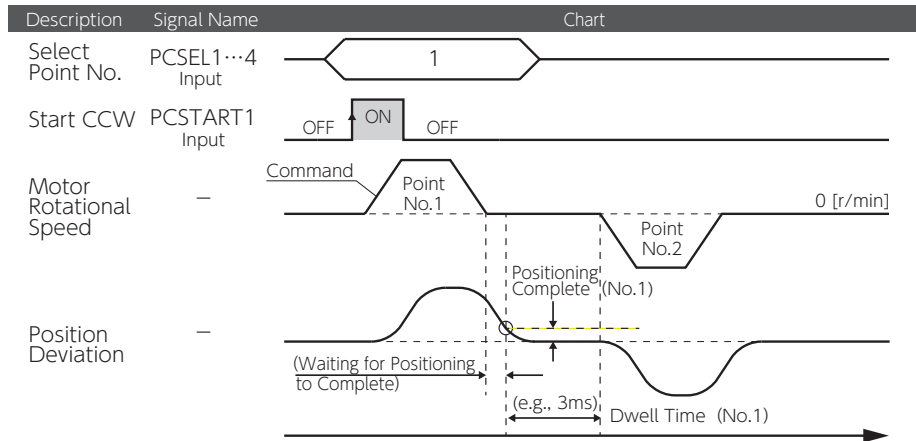 Description Signal Name Chart
Select
Point No.
PCSEL1⋯4
Input
1
Start CCW
PCSTART1
Input
OFF ON OFF
Motor
Rotational
Speed
–
Command
Point
No.1
0 [r/min]
Point
No.2
Position
Deviation
–
Positioning
Complete (No.1)
(Waiting for Positioning
to Complete)
(e.g., 3ms)
Dwell Time (No.1)